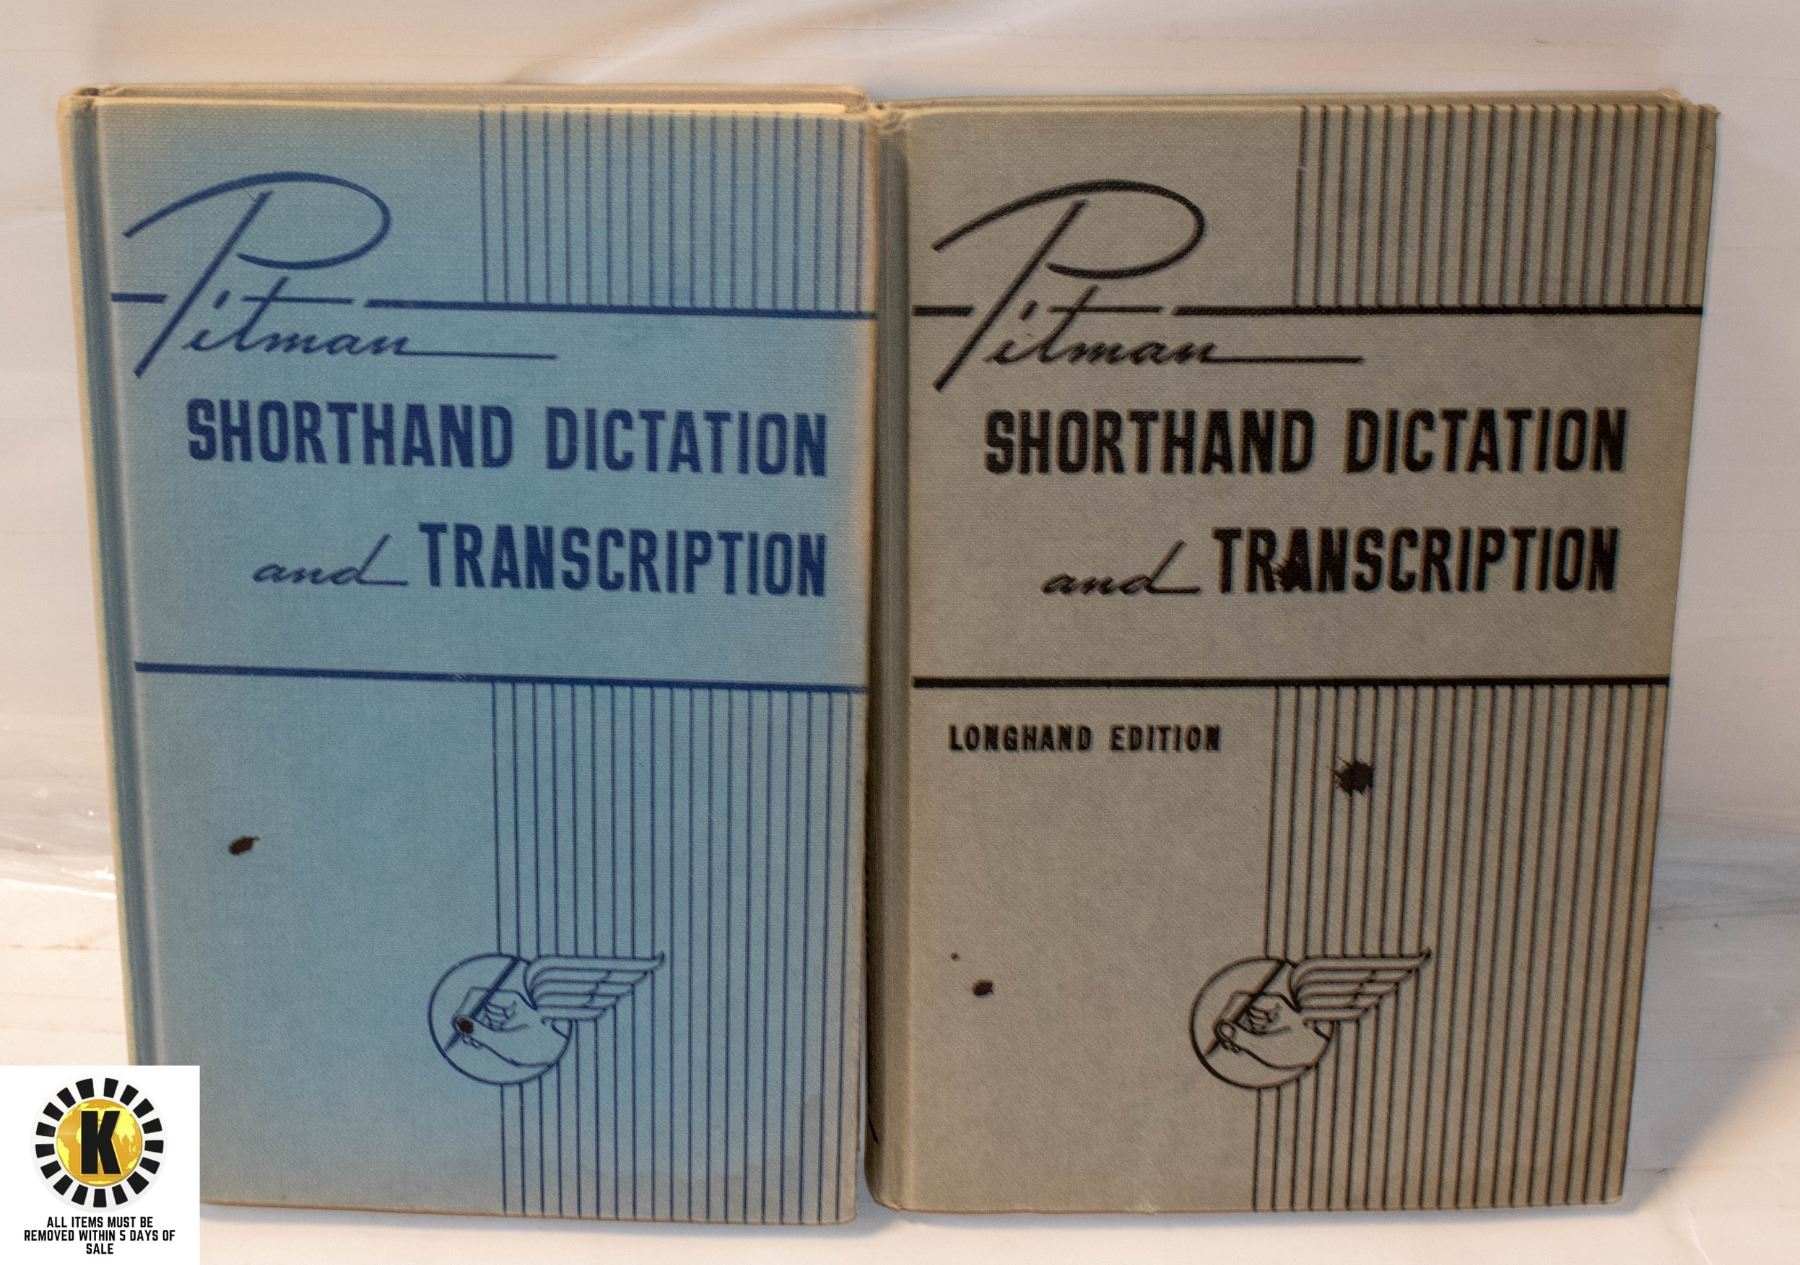 Pitman
SHORTHAND DICTATION
and TRANSCRIPTION
Pitman
SHORTHAND DICTATION
and TRANSCRIPTION
LONGHAND EDITION
K
ALL ITEMS MUST BE
REMOVED WITHIN 5 DAYS OF
SALE